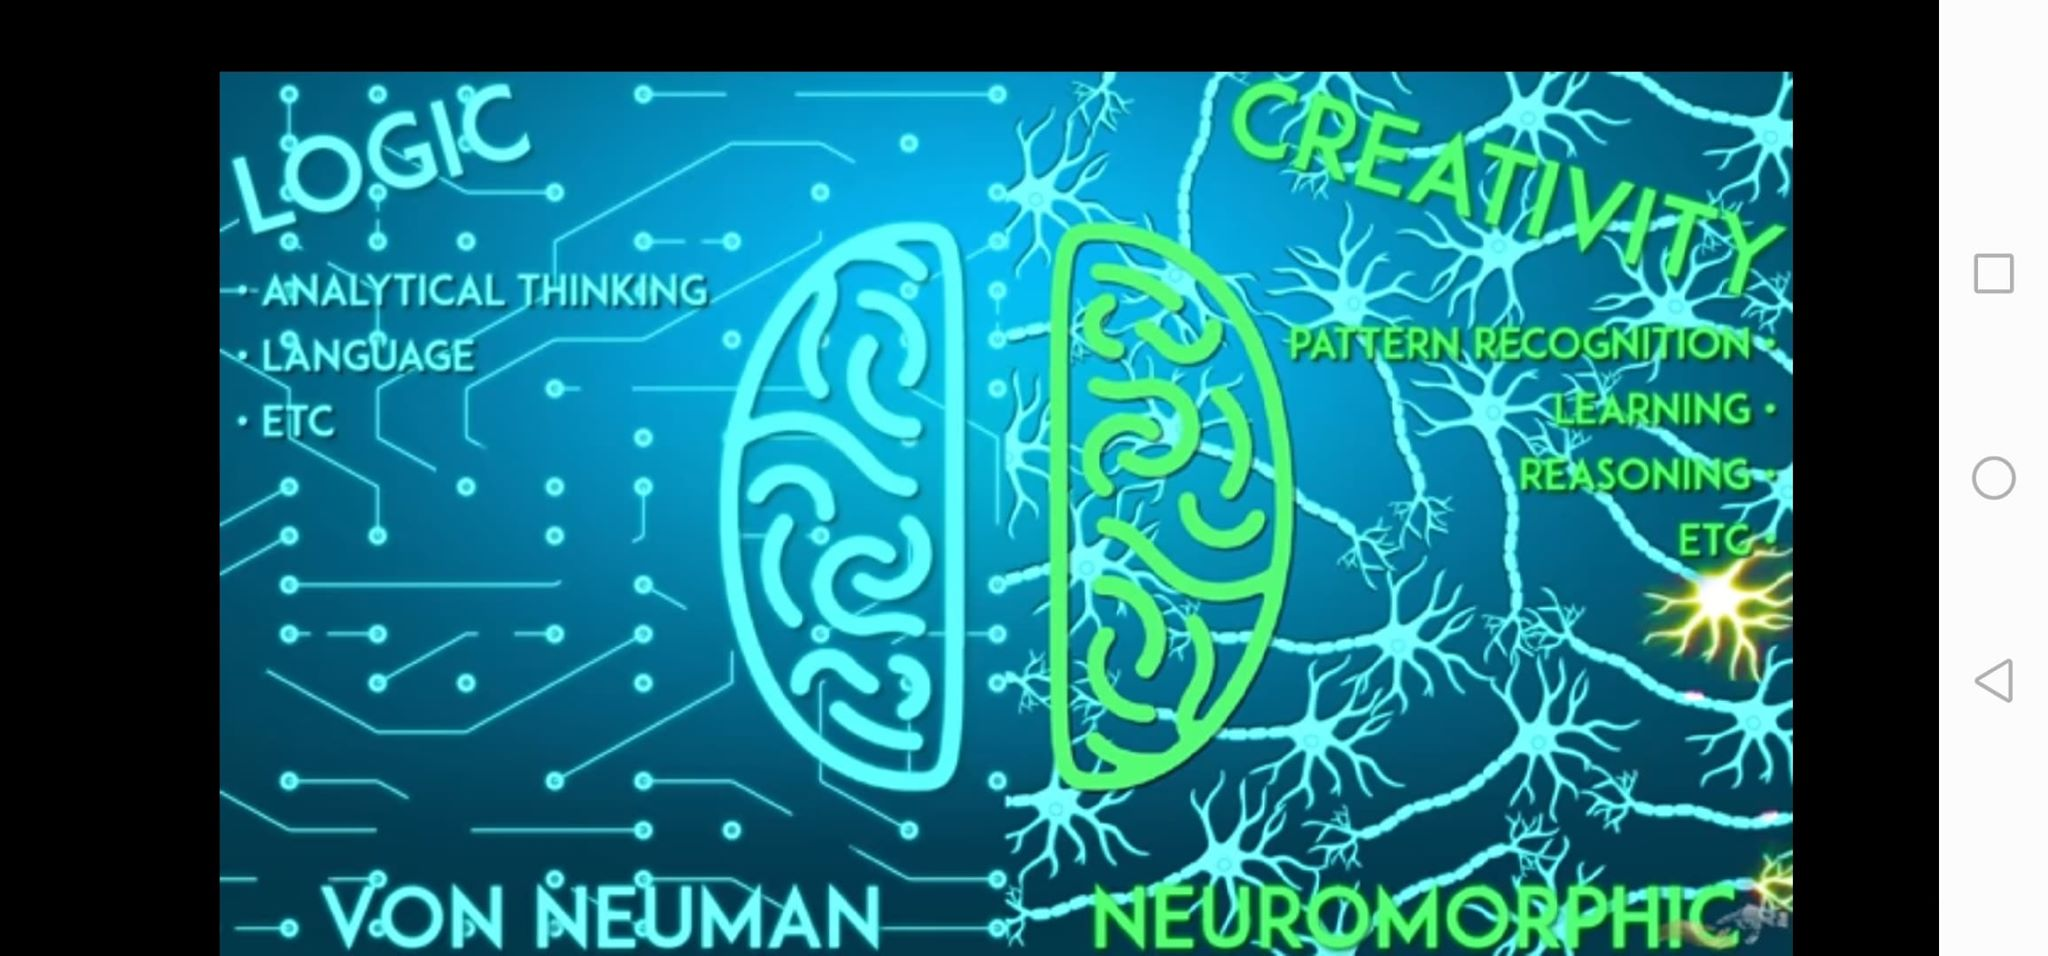 LOGIC
• ANALYTICAL THINKING
• LANGUAGE
• ETC
VON NEUMAN
CREATIVITY
PATTERN RECOGNITION •
LEARNING •
REASONING •
ETC •
NEUROMORPHIC